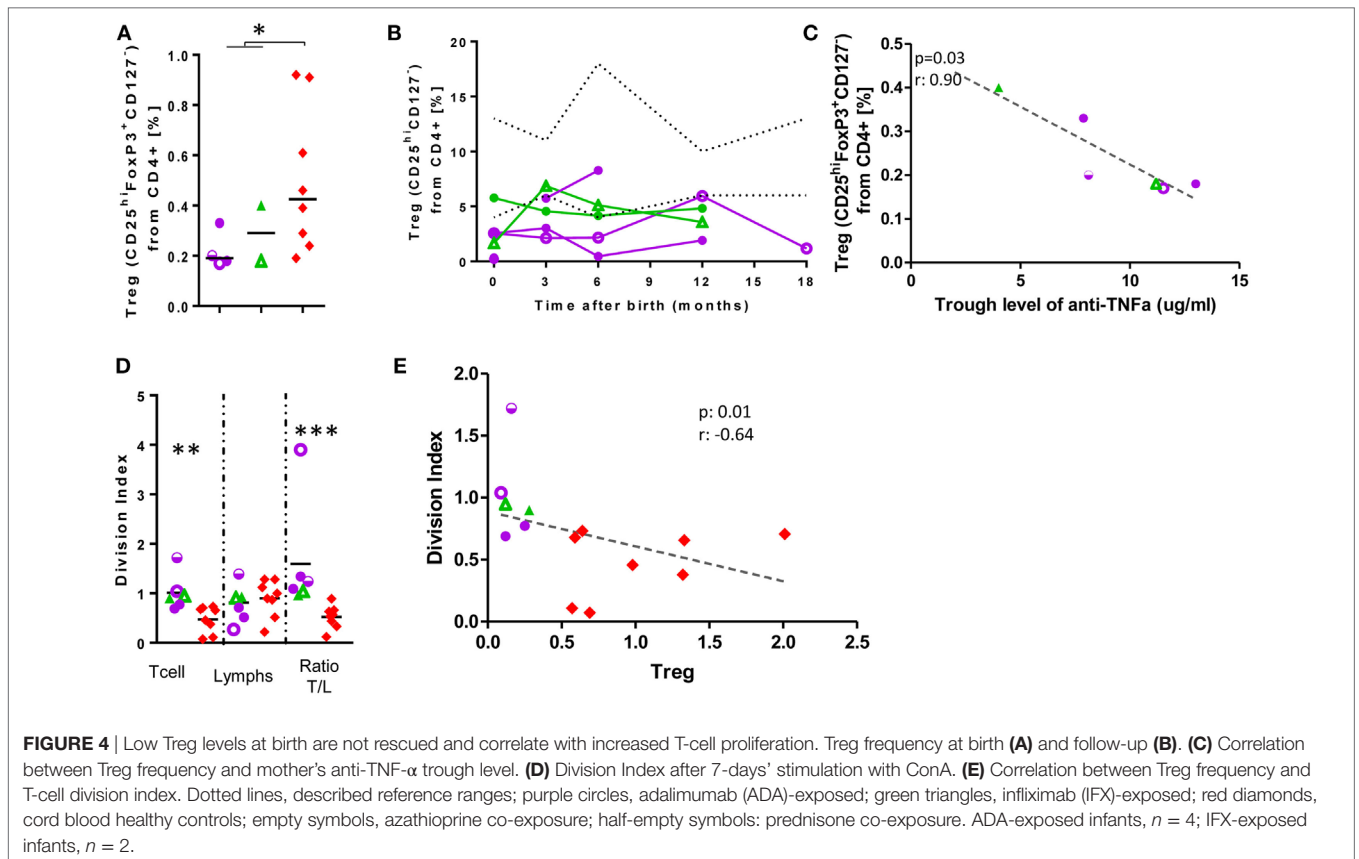 A
*
Treg (CD25hiFoxP3+CD127-)
from CD4+ [%]
1.0
0.8
0.6
0.4
0.2
0.0
B
Treg (CD25hiFoxP3+CD127-)
from CD4+ [%]
20
15
10
5
0
0 3 6 9 12 15 18
Time after birth (months)
C
Treg (CD25hiFoxP3+CD127-)
from CD4+ [%]
0.5
0.4
0.3
0.2
0.1
0.0
p=0.03
r: 0.90
0 5 10 15
Trough level of anti-TNFa (ug/ml)
D
Division Index
5
4
3
2
1
0
**
***
Tcell
Lymphs
Ratio
T/L
E
Division Index
2.0
1.5
1.0
0.5
0.0
p: 0.01
r: -0.64
0.0 0.5 1.0 1.5 2.0 2.5
Treg
FIGURE 4 | Low Treg levels at birth are not rescued and correlate with increased T-cell proliferation. Treg frequency at birth (A) and follow-up (B). (C) Correlation
between Treg frequency and mother's anti-TNF-α trough level. (D) Division Index after 7-days' stimulation with ConA. (E) Correlation between Treg frequency and
T-cell division index. Dotted lines, described reference ranges; purple circles, adalimumab (ADA)-exposed; green triangles, infliximab (IFX)-exposed; red diamonds,
cord blood healthy controls; empty symbols, azathioprine co-exposure; half-empty symbols: prednisone co-exposure. ADA-exposed infants, n = 4; IFX-exposed
infants, n = 2.